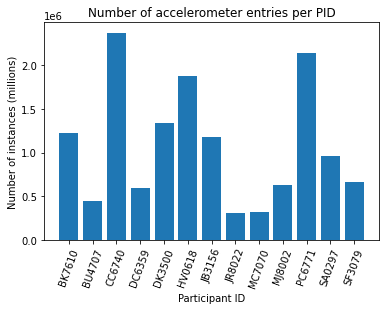 Number of accelerometer entries per PID
1e6
Number of instances (millions)
2.0
1.5
1.0
0.5
0.0
BK7610
BU4707
CC6740
DC6359
DK3500
HV0618
JB3156
JR8022
MC7070
MJ8002
PC6771
SA0297
SF3079
Participant ID